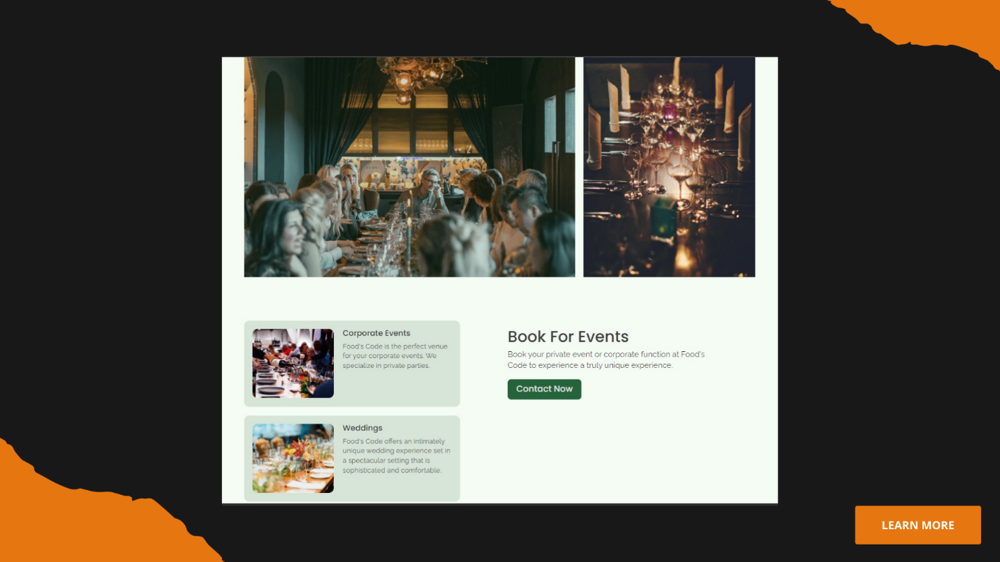 Corporate Events
Food's Code is the perfect venue
for your corporate events. We
specialize in private parties.
Weddings
Food's Code offers an intimately
unique wedding experience set in
a spectacular setting that is
sophisticated and comfortable.
Book For Events
Book your private event or corporate function at Food's
Code to experience a truly unique experience.
Contact Now
LEARN MORE